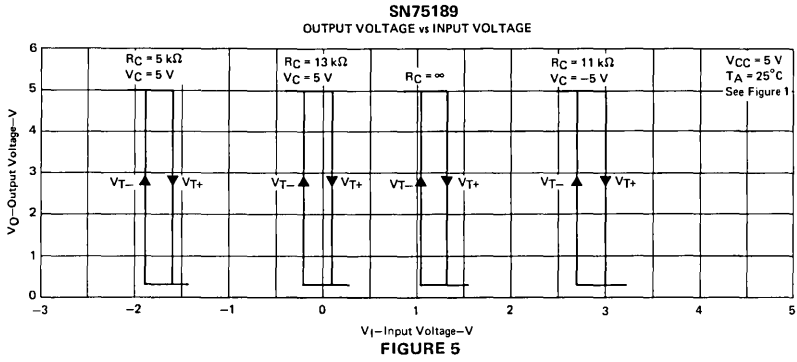 SN75189
OUTPUT VOLTAGE vs INPUT VOLTAGE
RC = 5 kΩ
VC = 5 V
RC = 13 kΩ
VC = 5 V
RC = ∞
RC = 11 kΩ
VC = −5 V
VCC = 5 V
TA = 25°C
See Figure 1
VO–Output Voltage–V
6
5
4
3
2
1
0
VT− VT+
VT− VT+
VT− VT+
VT− VT+
−3 −2 −1 0 1 2 3 4 5
VI–Input Voltage–V
FIGURE 5